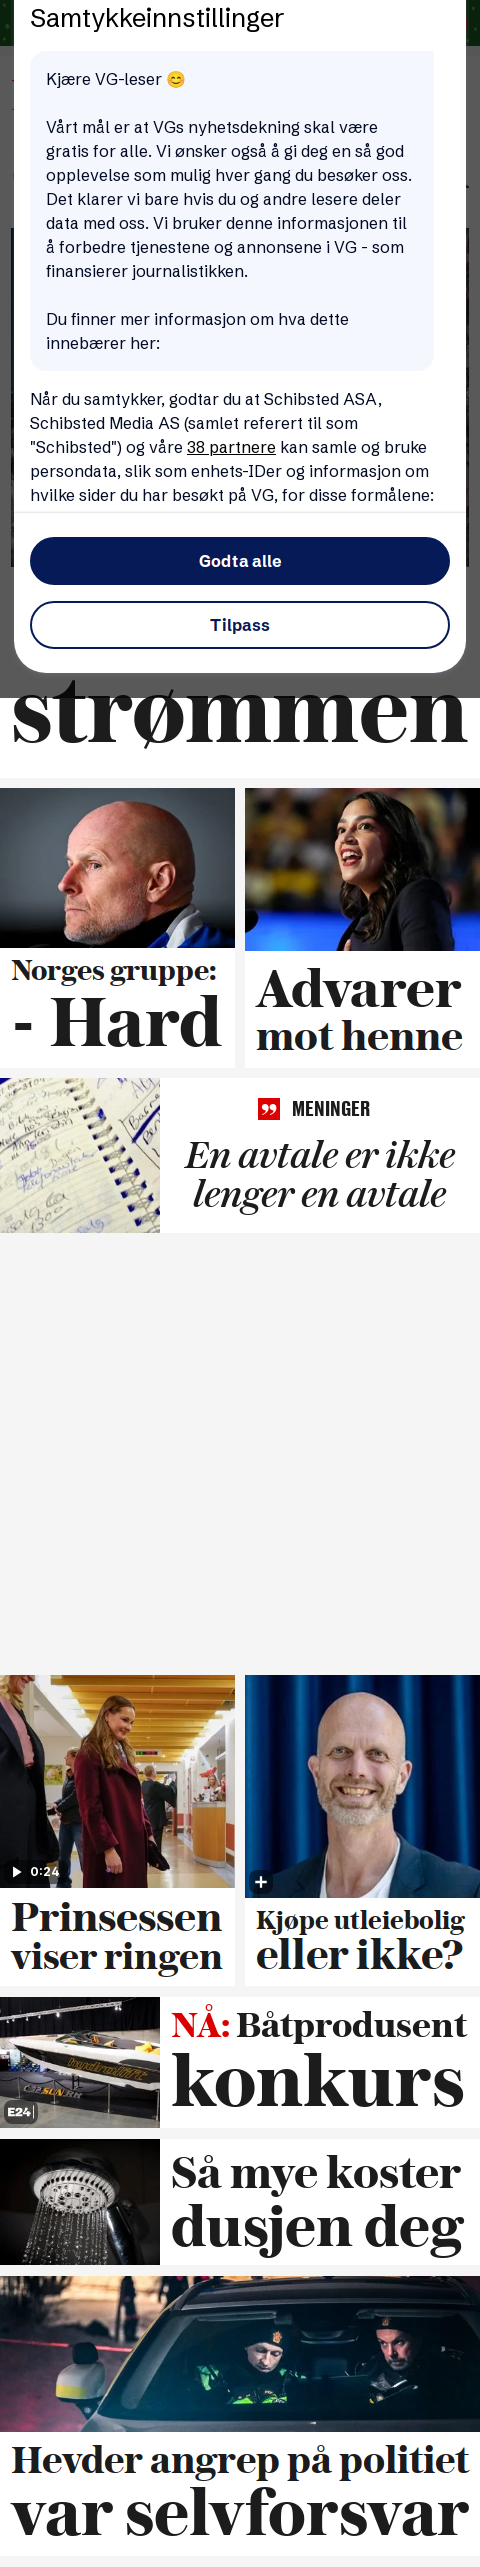 Samtykkeinnstillinger
Kjære VG-leser 😊
Vårt mål er at VGs nyhetsdekning skal være
gratis for alle. Vi ønsker også å gi deg en så god
opplevelse som mulig hver gang du besøker oss.
Det klarer vi bare hvis du og andre lesere deler
data med oss. Vi bruker denne informasjonen til
å forbedre tjenestene og annonsene i VG - som
finansierer journalistikken.
Du finner mer informasjon om hva dette
innebærer her:
Når du samtykker, godtar du at Schibsted ASA,
Schibsted Media AS (samlet referert til som
"Schibsted") og våre 38 partnere kan samle og bruke
persondata, slik som enhets-IDer og informasjon om
hvilke sider du har besøkt på VG, for disse formålene:
Godta alle
Tilpass
strømmen
Norges gruppe:
- Hard
Advarer
mot henne
MENINGER
En avtale er ikke
lenger en avtale
0:24
Prinsessen
viser ringen
Kjøpe utleiebolig
eller ikke?
E24
NÅ: Båtprodusent
konkurs
Så mye koster
dusjen deg
Hevder angrep på politiet
var selvforsvar